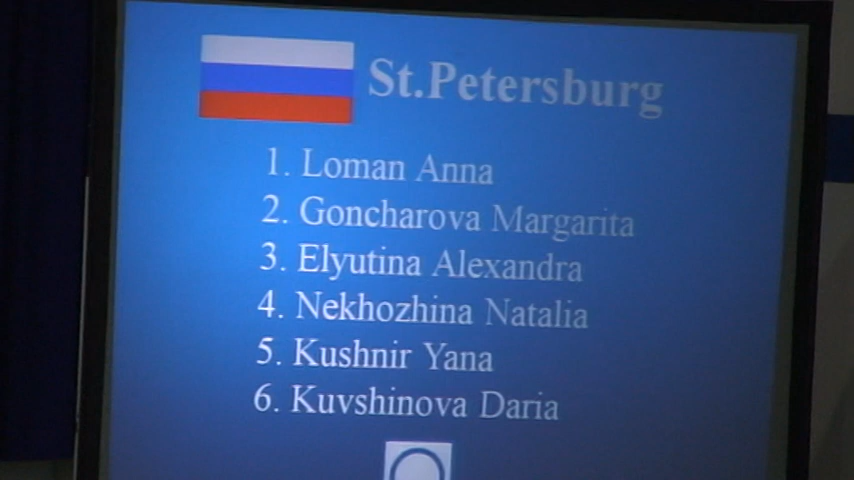 St.Petersburg
1. Loman Anna
2. Goncharova Margarita
3. Elyutina Alexandra
4. Nekhozhina Natalia
5. Kushnir Yana
6. Kuvshinova Daria